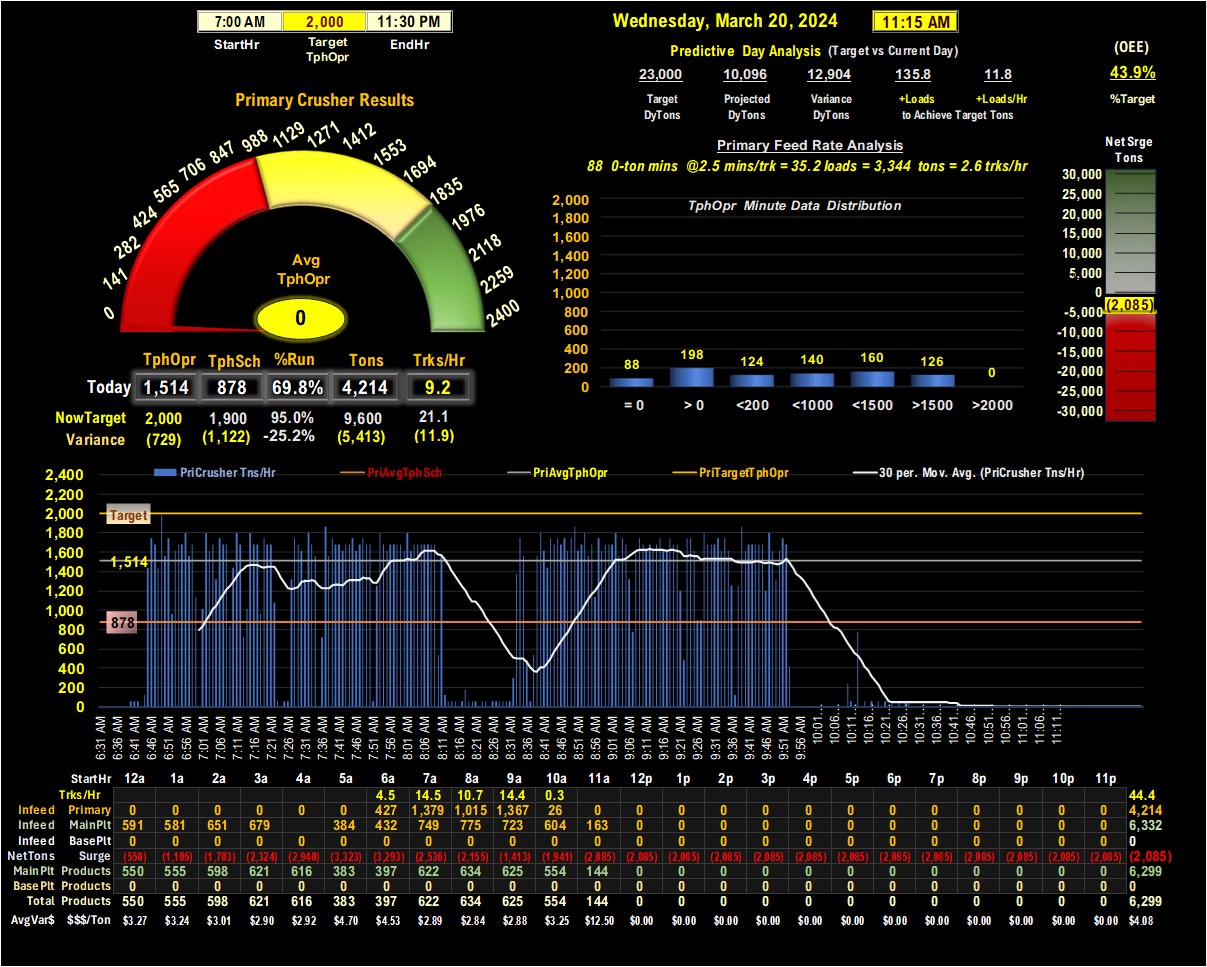 7:00 AM 2,000 11:30 PM
StartHr Target TphOpr EndHr
Wednesday, March 20, 2024 11:15 AM
Predictive Day Analysis (Target vs Current Day)
23,000 10,096 12,904 135.8 11.8
Target DyTons Projected DyTons Variance DyTons +Loads +Loads/Hr
to Achieve Target Tons
(OEE)
43.9%
%Target
Primary Crusher Results
0 141 282 424 565 706 847 988 1129 1271 1412 1553 1694 1835 1976 2118 2259 2400
Avg
TphOpr
0
TphOpr TphSch %Run Tons Trks/Hr
Today 1,514 878 69.8% 4,214 9.2
NowTarget 2,000 1,900 95.0% 9,600 21.1
Variance (729) (1,122) -25.2% (5,413) (11.9)
Primary Feed Rate Analysis
88 0-ton mins @2.5 mins/trk = 35.2 loads = 3,344 tons = 2.6 trks/hr
TphOpr Minute Data Distribution
2,000
1,800
1,600
1,400
1,200
1,000
800
600
400
200
0
88 198 124 140 160 126 0
= 0 > 0 <200 <1000 <1500 >1500 >2000
Net Srge
Tons
30,000
25,000
20,000
15,000
10,000
5,000
0
(2,085)
-5,000
-10,000
-15,000
-20,000
-25,000
-30,000
PriCrusher Tns/Hr PriAvgTphSch PriAvgTphOpr PriTargetTphOpr 30 per. Mov. Avg. (PriCrusher Tns/Hr)
2,400
2,200
2,000
1,800
1,600
1,400
1,200
1,000
800
600
400
200
0
Target
1,514
878
6:31 AM 6:36 AM 6:41 AM 6:46 AM 6:51 AM 6:56 AM 7:01 AM 7:06 AM 7:11 AM 7:16 AM 7:21 AM 7:26 AM 7:31 AM 7:36 AM 7:41 AM 7:46 AM 7:51 AM 7:56 AM 8:01 AM 8:06 AM 8:11 AM 8:16 AM 8:21 AM 8:26 AM 8:31 AM 8:36 AM 8:41 AM 8:46 AM 8:51 AM 8:56 AM 9:01 AM 9:06 AM 9:11 AM 9:16 AM 9:21 AM 9:26 AM 9:31 AM 9:36 AM 9:41 AM 9:46 AM 9:51 AM 9:56 AM 10:01… 10:06… 10:11… 10:16… 10:21… 10:26… 10:31… 10:36… 10:41… 10:46… 10:51… 10:56… 11:01… 11:06… 11:11…
StartHr 12a 1a 2a 3a 4a 5a 6a 7a 8a 9a 10a 11a 12p 1p 2p 3p 4p 5p 6p 7p 8p 9p 10p 11p
Trks/Hr 4.5 14.5 10.7 14.4 0.3 44.4
Infeed Primary 0 0 0 0 0 0 427 1,379 1,015 1,367 26 0 0 0 0 0 0 0 0 0 0 0 0 0 4,214
Infeed MainPlt 591 581 651 679 384 432 749 775 723 604 163 0 0 0 0 0 0 0 0 0 0 0 0 6,332
Infeed BasePlt 0 0 0 0 0 0 0 0 0 0 0 0 0 0 0 0 0 0 0 0 0 0 0 0 0
NetTons Surge (550) (1,105) (1,703) (2,324) (2,940) (3,323) (3,293) (2,536) (2,155) (1,413) (1,941) (2,085) (2,085) (2,085) (2,085) (2,085) (2,085) (2,085) (2,085) (2,085) (2,085) (2,085) (2,085) (2,085) (2,085)
MainPlt Products 550 555 598 621 616 383 397 622 634 625 554 144 0 0 0 0 0 0 0 0 0 0 0 0 6,299
BasePlt Products 0 0 0 0 0 0 0 0 0 0 0 0 0 0 0 0 0 0 0 0 0 0 0 0 0
Total Products 550 555 598 621 616 383 397 622 634 625 554 144 0 0 0 0 0 0 0 0 0 0 0 0 6,299
AvgVar$ $$$/Ton $3.27 $3.24 $3.01 $2.90 $2.92 $4.70 $4.53 $2.89 $2.84 $2.88 $3.25 $12.50 $0.00 $0.00 $0.00 $0.00 $0.00 $0.00 $0.00 $0.00 $0.00 $0.00 $0.00 $0.00 $4.08